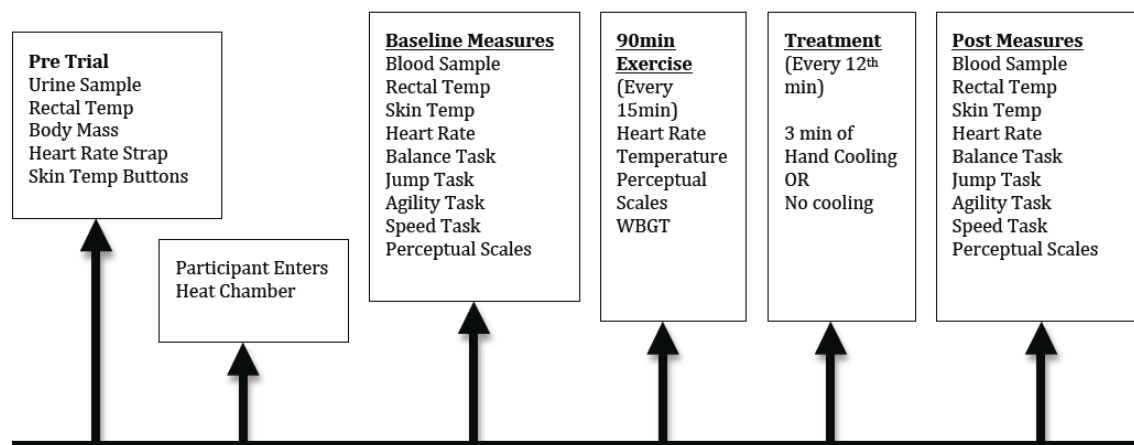 Pre Trial
Urine Sample
Rectal Temp
Body Mass
Heart Rate Strap
Skin Temp Buttons
Participant Enters
Heat Chamber
Baseline Measures
Blood Sample
Rectal Temp
Skin Temp
Heart Rate
Balance Task
Jump Task
Agility Task
Speed Task
Perceptual Scales
90min
Exercise
(Every
15min)
Heart Rate
Temperature
Perceptual
Scales
WBGT
Treatment
(Every 12th
min)
3 min of
Hand Cooling
OR
No cooling
Post Measures
Blood Sample
Rectal Temp
Skin Temp
Heart Rate
Balance Task
Jump Task
Agility Task
Speed Task
Perceptual Scales